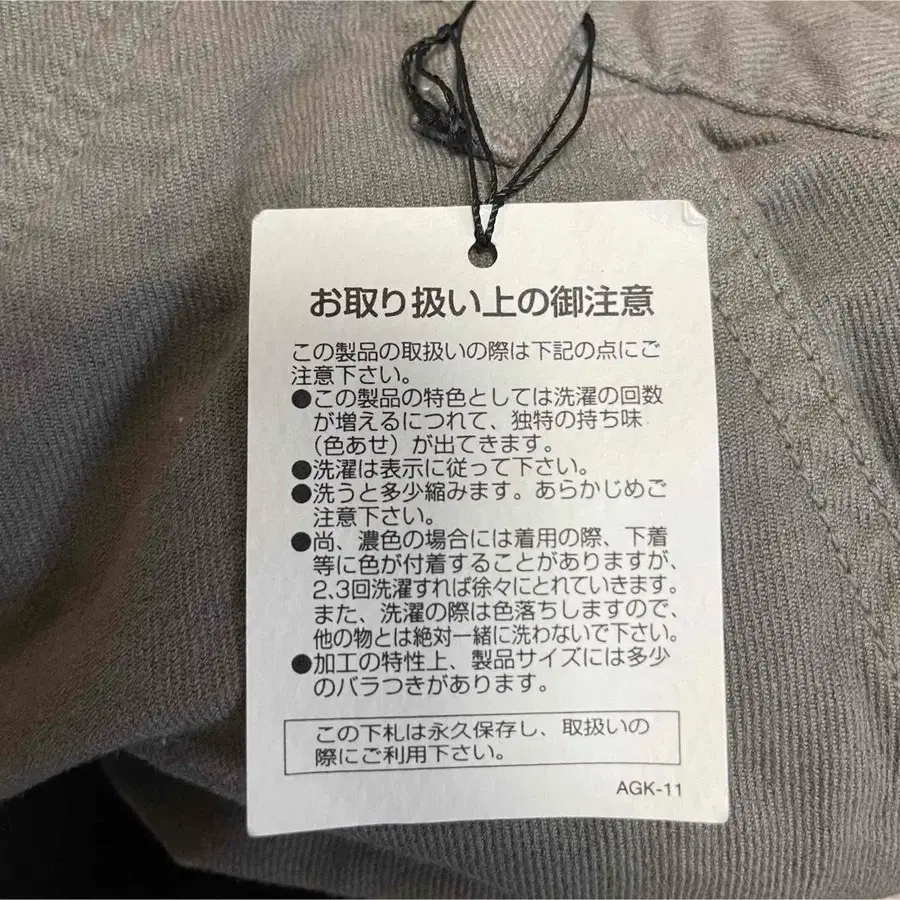 お取り扱い上の御注意
この製品の取扱いの際は下記の点にご
注意下さい。
●この製品の特色としては洗濯の回数
が増えるにつれて、独特の持ち味
（色あせ）が出てきます。
●洗濯は表示に従って下さい。
●洗うと多少縮みます。あらかじめご
注意下さい。
●尚、濃色の場合には着用の際、下着
等に色が付着することがありますが、
2,3回洗濯すれば徐々にとれていきます。
また、洗濯の際は色落ちしますので、
他の物とは絶対一緒に洗わないで下さい。
●加工の特性上、製品サイズには多少
のバラつきがあります。
この下札は永久保存し、取扱いの
際にご利用下さい。
AGK-11